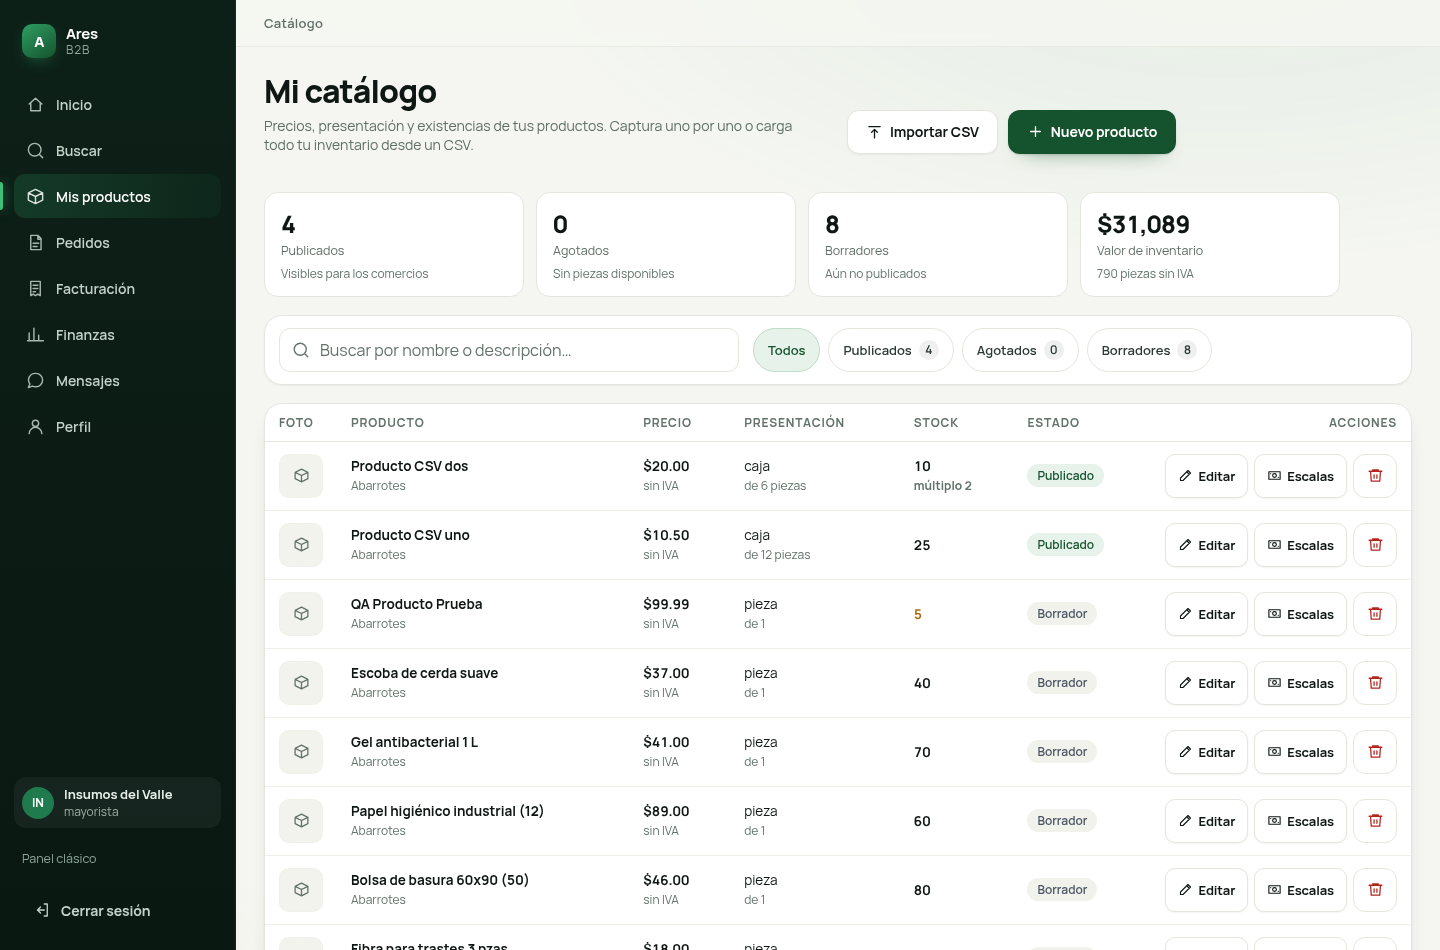 A
Ares
B2B
Inicio
Buscar
Mis productos
Pedidos
Facturación
Finanzas
Mensajes
Perfil
IN
Insumos del Valle
mayorista
Panel clásico
Cerrar sesión
Catálogo
Mi catálogo
Precios, presentación y existencias de tus productos. Captura uno por uno o carga
todo tu inventario desde un CSV.
Importar CSV
Nuevo producto
4
Publicados
Visibles para los comercios
0
Agotados
Sin piezas disponibles
8
Borradores
Aún no publicados
$31,089
Valor de inventario
790 piezas sin IVA
Buscar por nombre o descripción...
Todos
Publicados 4
Agotados 0
Borradores 8
FOTO PRODUCTO PRECIO PRESENTACIÓN STOCK ESTADO ACCIONES
Producto CSV dos $20.00 caja 10 Publicado Editar Escalas
Abarrotes sin IVA de 6 piezas múltiplo 2
Producto CSV uno $10.50 caja 25 Publicado Editar Escalas
Abarrotes sin IVA de 12 piezas
QA Producto Prueba $99.99 pieza 5 Borrador Editar Escalas
Abarrotes sin IVA de 1
Escoba de cerda suave $37.00 pieza 40 Borrador Editar Escalas
Abarrotes sin IVA de 1
Gel antibacterial 1 L $41.00 pieza 70 Borrador Editar Escalas
Abarrotes sin IVA de 1
Papel higiénico industrial (12) $89.00 pieza 60 Borrador Editar Escalas
Abarrotes sin IVA de 1
Bolsa de basura 60x90 (50) $46.00 pieza 80 Borrador Editar Escalas
Abarrotes sin IVA de 1
Fibra para trastes 3 pzas $18.00 pieza